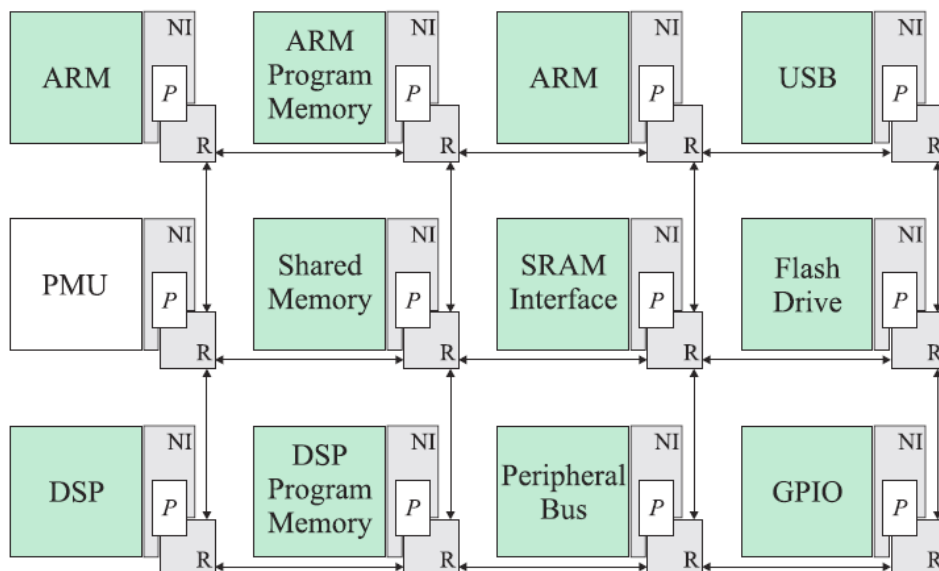 ARM
NI
P
R
ARM
Program
Memory
NI
P
R
ARM
NI
P
R
USB
NI
P
R
PMU
NI
P
R
Shared
Memory
NI
P
R
SRAM
Interface
NI
P
R
Flash
Drive
NI
P
R
DSP
NI
P
R
DSP
Program
Memory
NI
P
R
Peripheral
Bus
NI
P
R
GPIO
NI
P
R